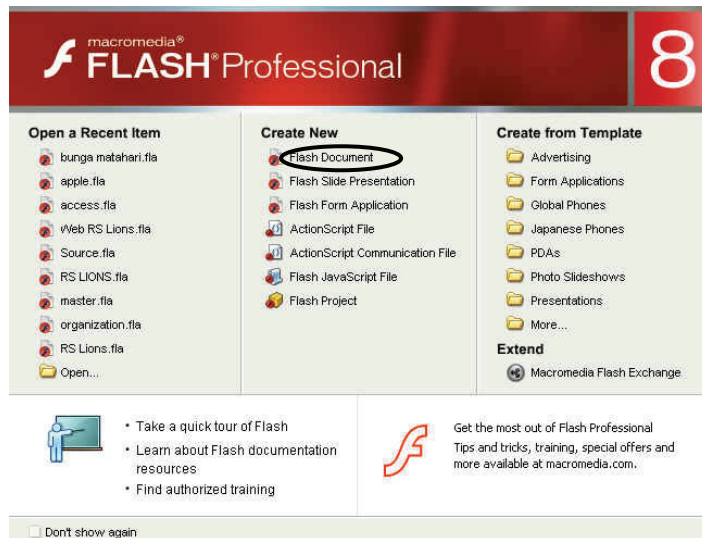 macromedia®
FLASH® Professional
8
Open a Recent Item
bunga matahari.fla
apple.fla
access.fla
Web RS Lions.fla
Source.fla
RS LIONS.fla
master.fla
organization.fla
RS Lions.fla
Open...
Create New
Flash Document
Flash Slide Presentation
Flash Form Application
ActionScript File
ActionScript Communication File
Flash JavaScript File
Flash Project
Create from Template
Advertising
Form Applications
Global Phones
Japanese Phones
PDAs
Photo Slideshows
Presentations
More...
Extend
Macromedia Flash Exchange
• Take a quick tour of Flash
• Learn about Flash documentation
resources
• Find authorized training
Get the most out of Flash Professional
Tips and tricks, training, special offers and
more available at macromedia.com.
Don't show again